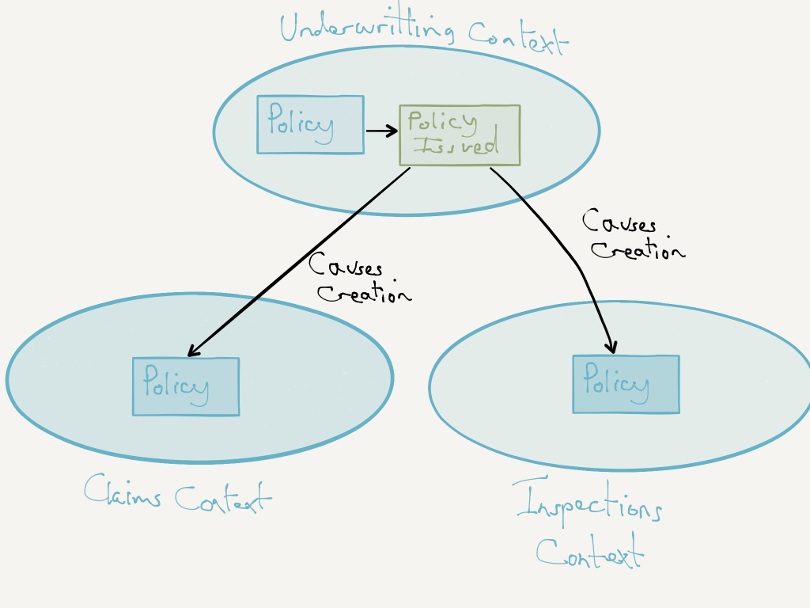 Underwritting Context
Policy
Policy
Issued
Causes
Creation
Causes
Creation
Policy
Policy
Claims Context
Inspections
Context